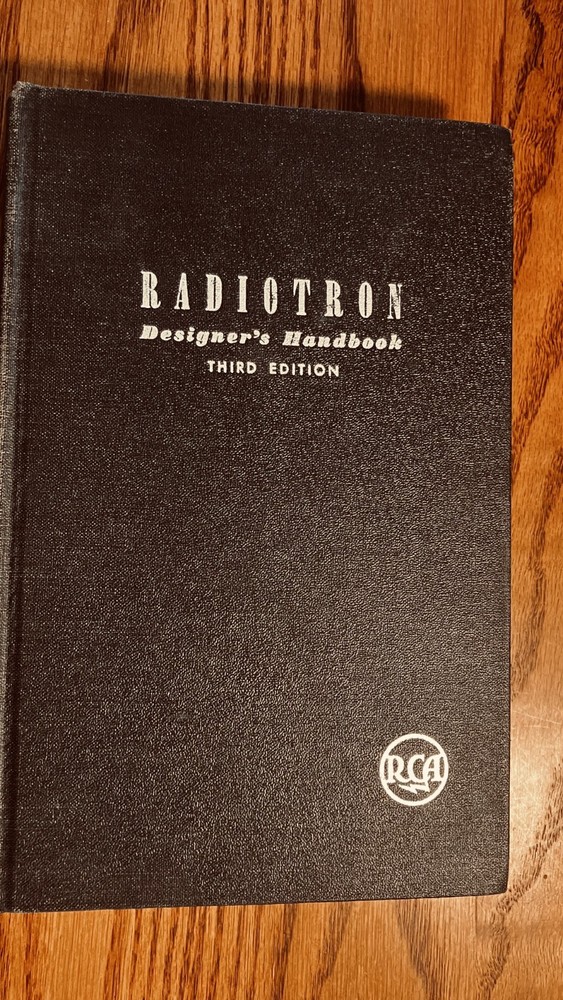 RADIOTRON
Designer's Handbook
THIRD EDITION
RCA